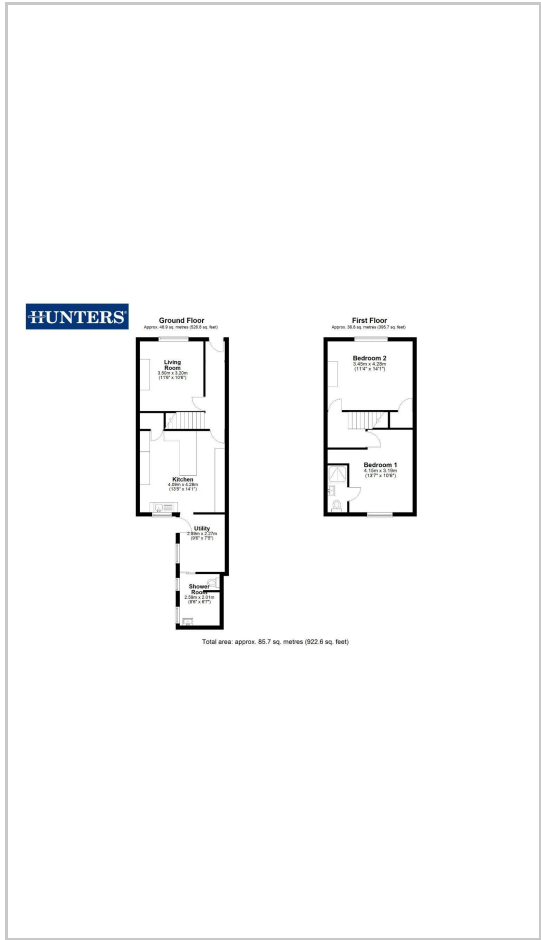 HUNTERS
Ground Floor
Approx. 48.9 sq. metres (526.8 sq. feet)
First Floor
Approx. 36.8 sq. metres (395.7 sq. feet)
Living
Room
3.50m x 3.20m
(11'6" x 10'6")
Kitchen
4.09m x 4.28m
(13'5" x 14'1")
Utility
2.89m x 2.27m
(9'6" x 7'5")
Shower
Room
2.59m x 2.01m
(8'6" x 6'7")
Bedroom 2
3.45m x 4.28m
(11'4" x 14'1")
Bedroom 1
4.15m x 3.19m
(13'7" x 10'6")
Total area: approx. 85.7 sq. metres (922.6 sq. feet)